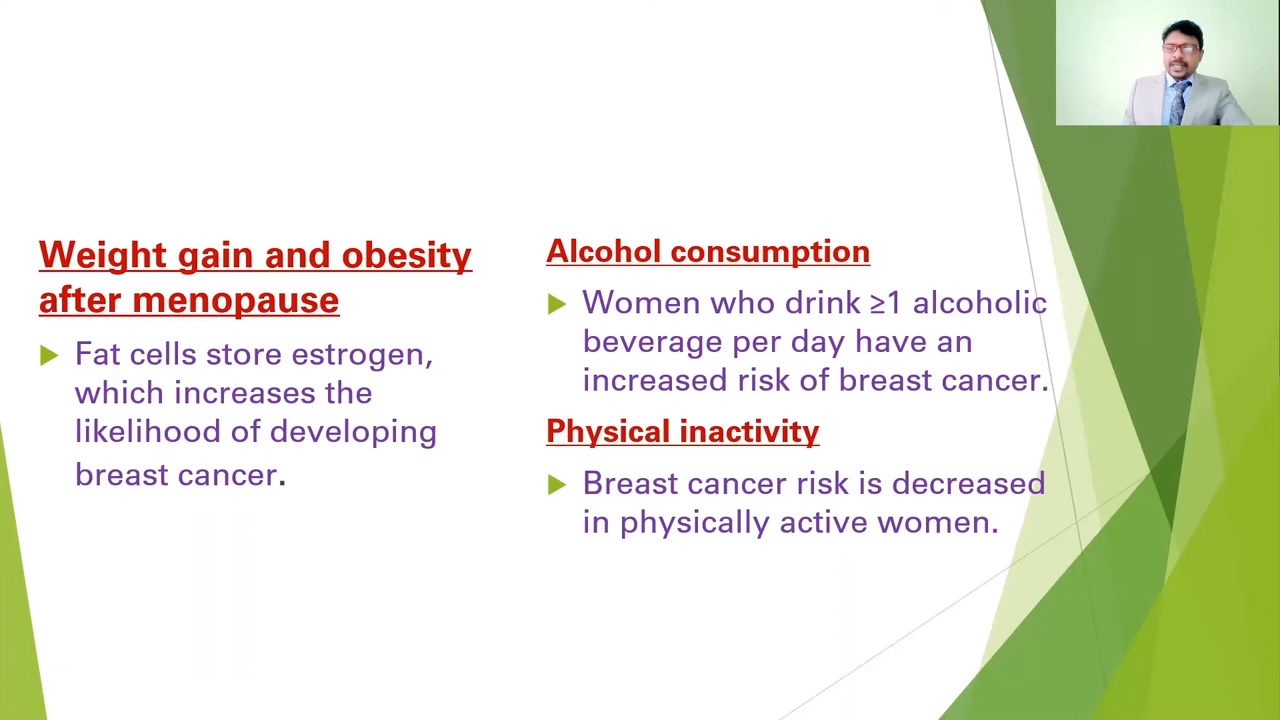 Weight gain and obesity
after menopause
Fat cells store estrogen,
which increases the
likelihood of developing
breast cancer.
Alcohol consumption
Women who drink ≥1 alcoholic
beverage per day have an
increased risk of breast cancer.
Physical inactivity
Breast cancer risk is decreased
in physically active women.